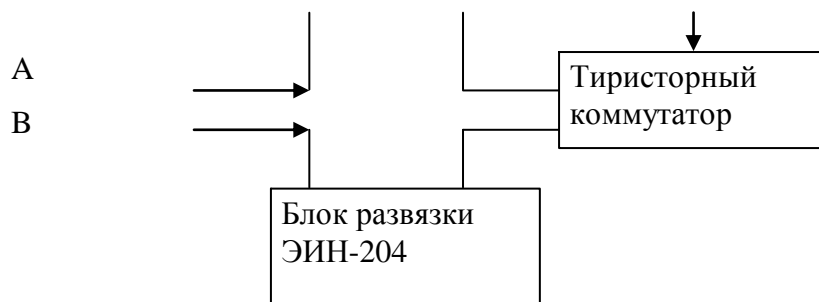 А
В
Тиристорный
коммутатор
Блок развязки
ЭИН-204